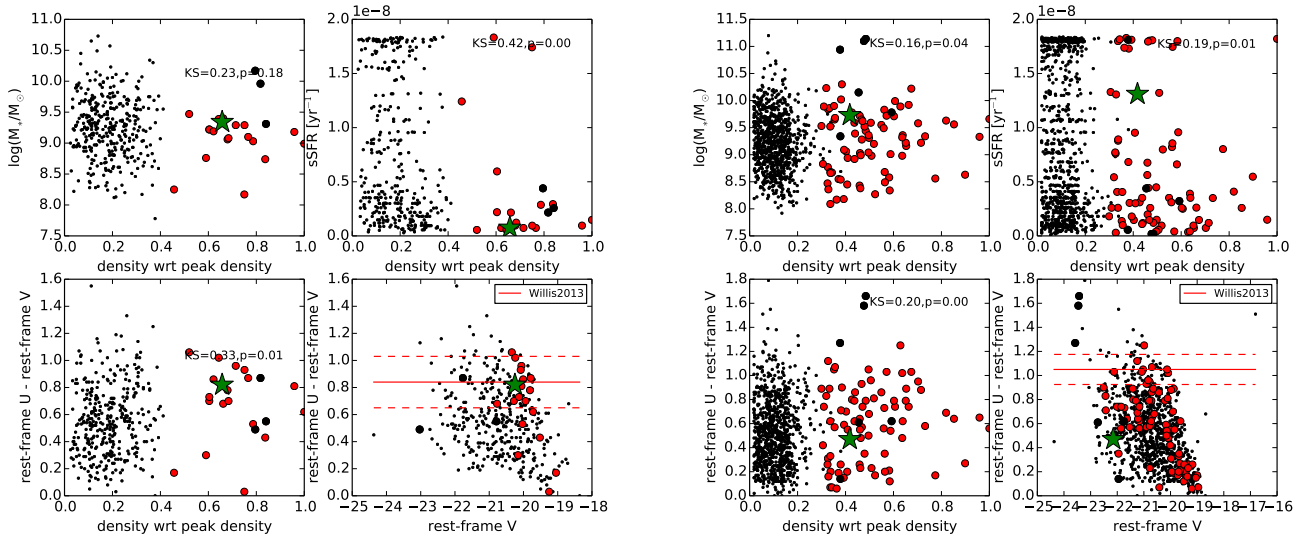 1e−8
1e−8
11.0
10.5
10.0
9.5
9.0
8.5
8.0
7.5
log(M*/M⊙)
KS=0.23,p=0.18
0.0 0.2 0.4 0.6 0.8 1.0
density wrt peak density
2.0
1.5
1.0
0.5
0.0
sSFR [yr⁻¹]
KS=0.42,p=0.00
0.0 0.2 0.4 0.6 0.8 1.0
density wrt peak density
11.5
11.0
10.5
10.0
9.5
9.0
8.5
8.0
7.5
log(M*/M⊙)
KS=0.16,p=0.04
0.0 0.2 0.4 0.6 0.8 1.0
density wrt peak density
2.0
1.5
1.0
0.5
0.0
sSFR [yr⁻¹]
KS=0.19,p=0.01
0.0 0.2 0.4 0.6 0.8 1.0
density wrt peak density
1.6
1.4
1.2
1.0
0.8
0.6
0.4
0.2
0.0
rest-frame U - rest-frame V
KS=0.33,p=0.01
0.0 0.2 0.4 0.6 0.8 1.0
density wrt peak density
1.6
1.4
1.2
1.0
0.8
0.6
0.4
0.2
0.0
rest-frame U - rest-frame V
Willis2013
−25 −24 −23 −22 −21 −20 −19 −18
rest-frame V
1.8
1.6
1.4
1.2
1.0
0.8
0.6
0.4
0.2
0.0
rest-frame U - rest-frame V
KS=0.20,p=0.00
0.0 0.2 0.4 0.6 0.8 1.0
density wrt peak density
1.8
1.6
1.4
1.2
1.0
0.8
0.6
0.4
0.2
0.0
rest-frame U - rest-frame V
Willis2013
−25 −24 −23 −22 −21 −20 −19 −18 −17 −16
rest-frame V